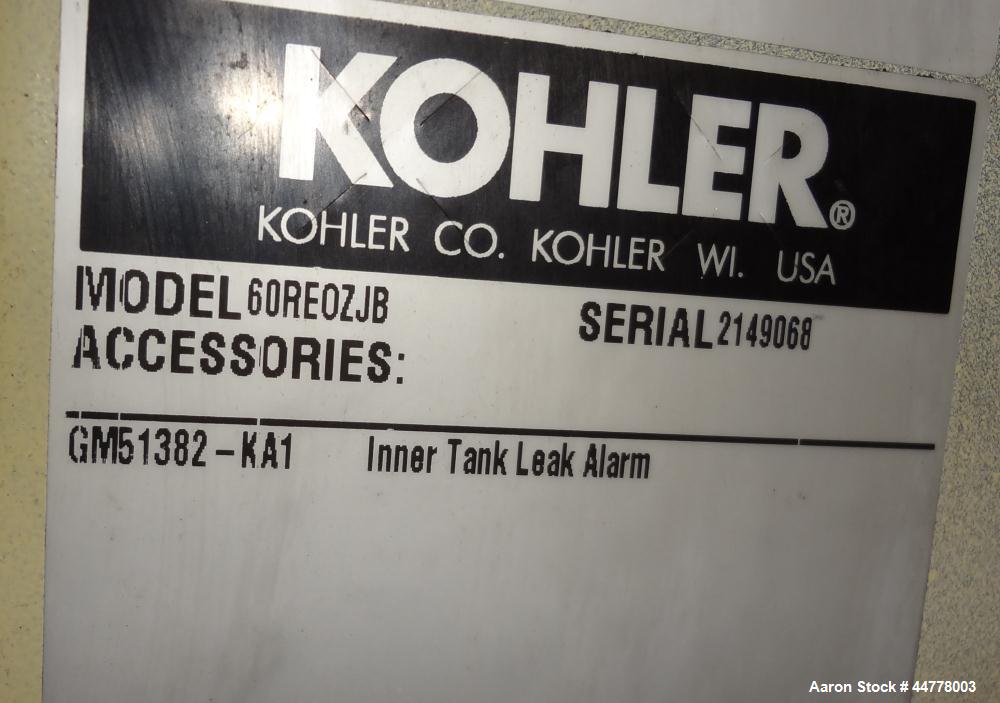 KOHLER®
KOHLER CO. KOHLER WI. USA
MODEL 60REOZJB SERIAL 2149068
ACCESSORIES:
GM51382-KA1 Inner Tank Leak Alarm
Aaron Stock # 44778003